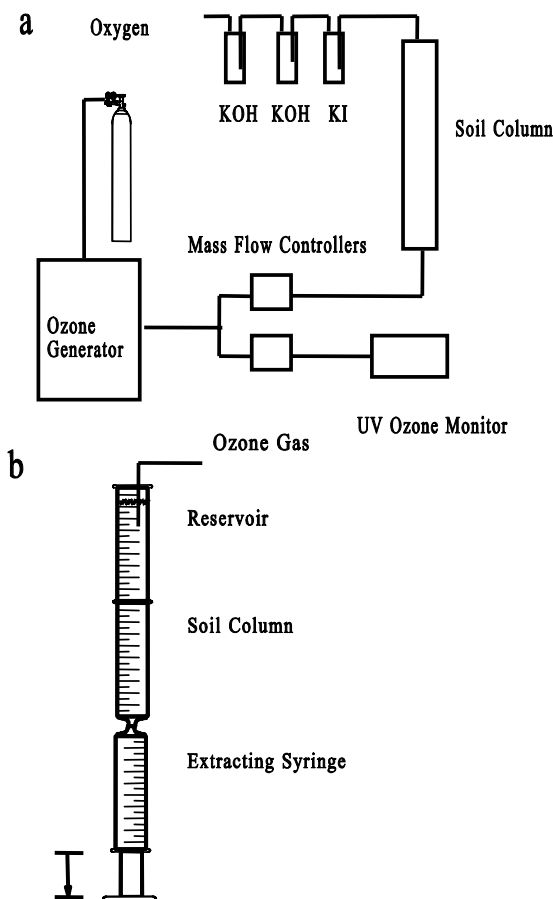 a
Oxygen
KOH KOH KI
Soil Column
Mass Flow Controllers
Ozone
Generator
UV Ozone Monitor
b
Ozone Gas
Reservoir
Soil Column
Extracting Syringe